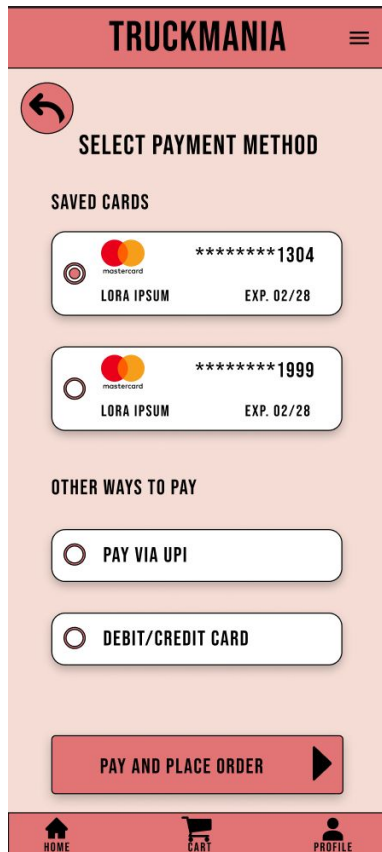 TRUCKMANIA
SELECT PAYMENT METHOD
SAVED CARDS
mastercard
********1304
LORA IPSUM
EXP. 02/28
mastercard
********1999
LORA IPSUM
EXP. 02/28
OTHER WAYS TO PAY
PAY VIA UPI
DEBIT/CREDIT CARD
PAY AND PLACE ORDER
HOME
CART
PROFILE